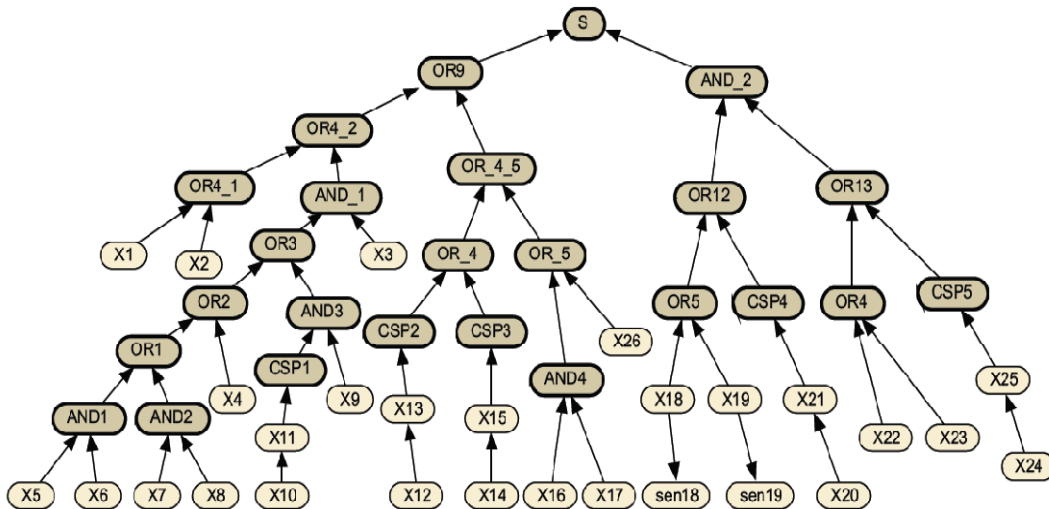 S
OR9
AND_2
OR4_2
OR_4_5
OR4_1
AND_1
OR12
OR13
X1
X2
OR3
X3
OR_4
OR_5
OR2
AND3
OR5
CSP4
OR4
CSP5
CSP2
CSP3
X26
OR1
CSP1
X4
X9
AND4
X18
X19
X21
X25
X13
X15
AND1
AND2
X11
X22
X23
X24
X5
X6
X7
X8
X10
X12
X14
X16
X17
sen18
sen19
X20